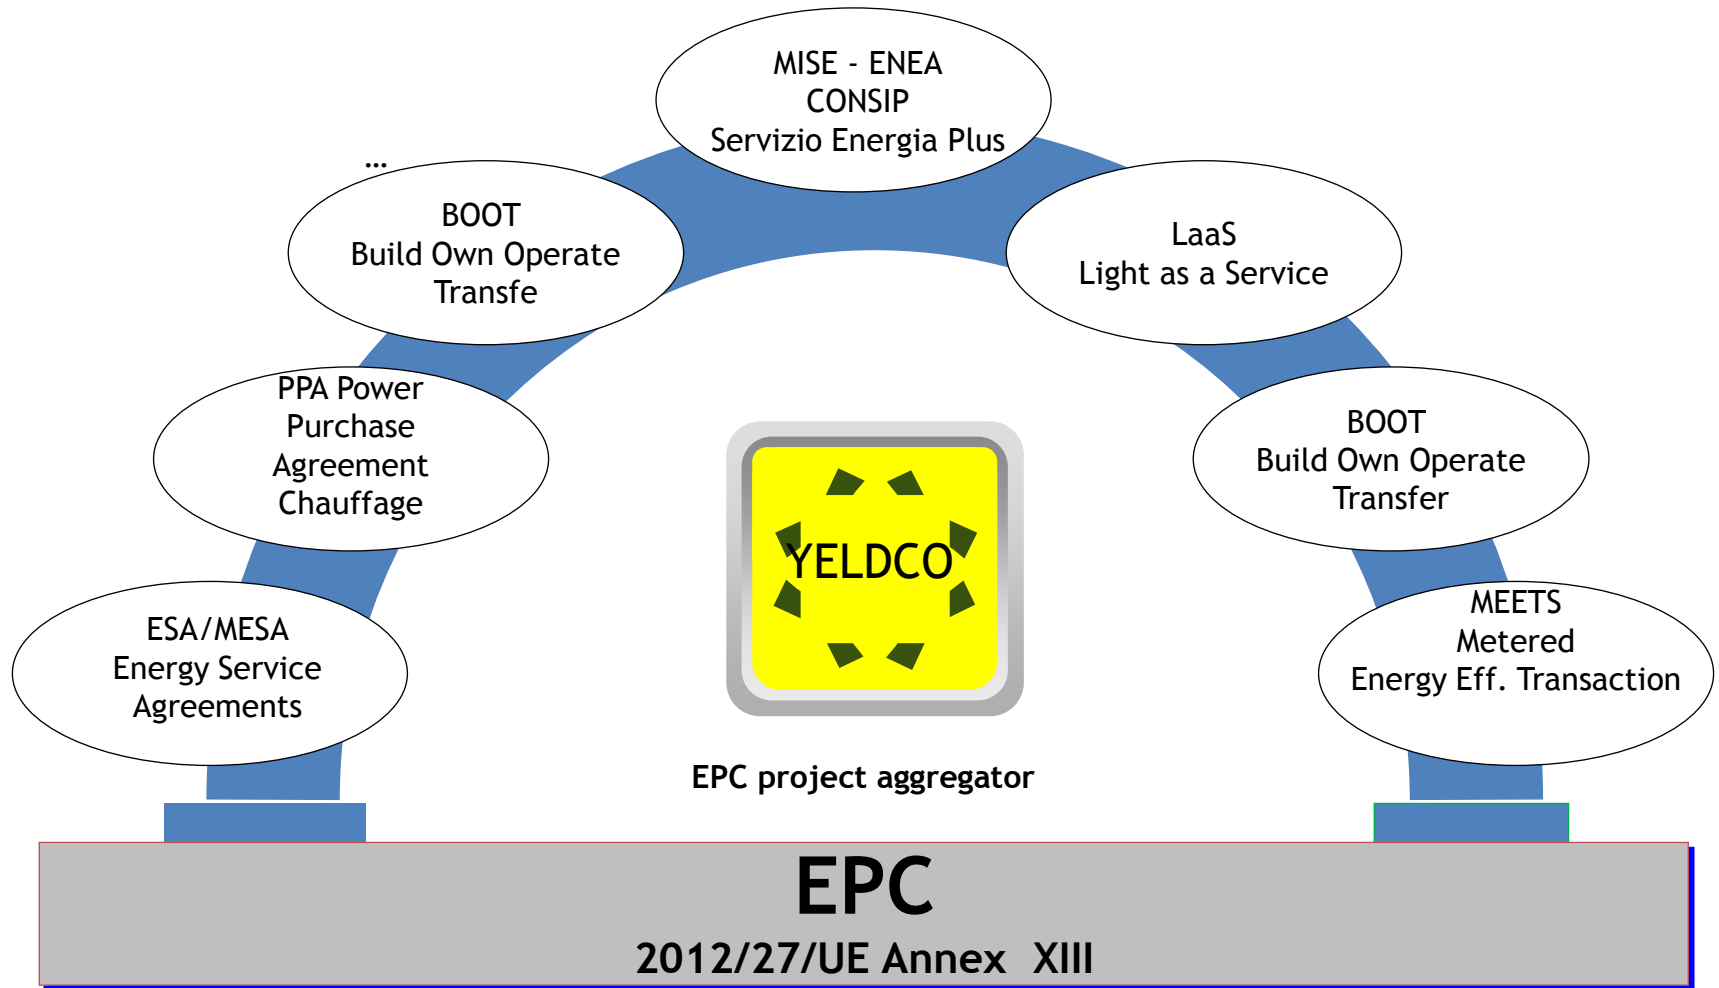 MISE - ENEA
CONSIP
Servizio Energia Plus
...
BOOT
Build Own Operate
Transfe
LaaS
Light as a Service
PPA Power
Purchase
Agreement
Chauffage
BOOT
Build Own Operate
Transfer
YELDCO
ESA/MESA
Energy Service
Agreements
MEETS
Metered
Energy Eff. Transaction
EPC project aggregator
EPC
2012/27/UE Annex XIII